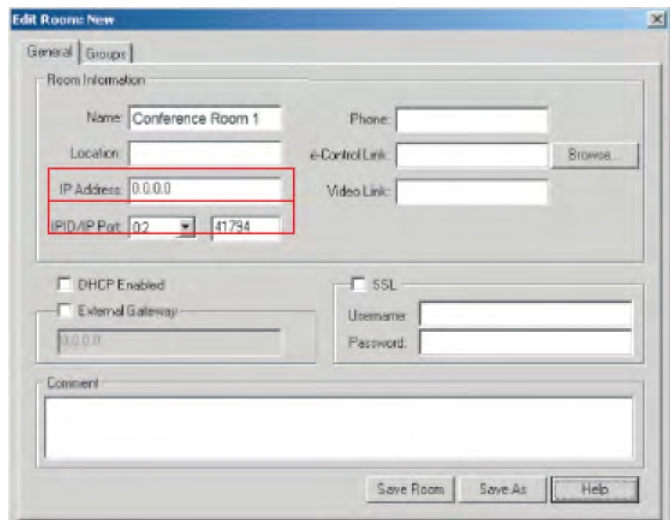 Edit Room: New
General Groups
Room Information
Name: Conference Room 1
Phone:
Location:
e-Control Link: Browse...
IP Address: 0.0.0.0
Video Link:
IPID/IP Port: 02 41794
DHCP Enabled
SSL
External Gateway
Username:
0.0.0.0
Password:
Comment
Save Room Save As Help